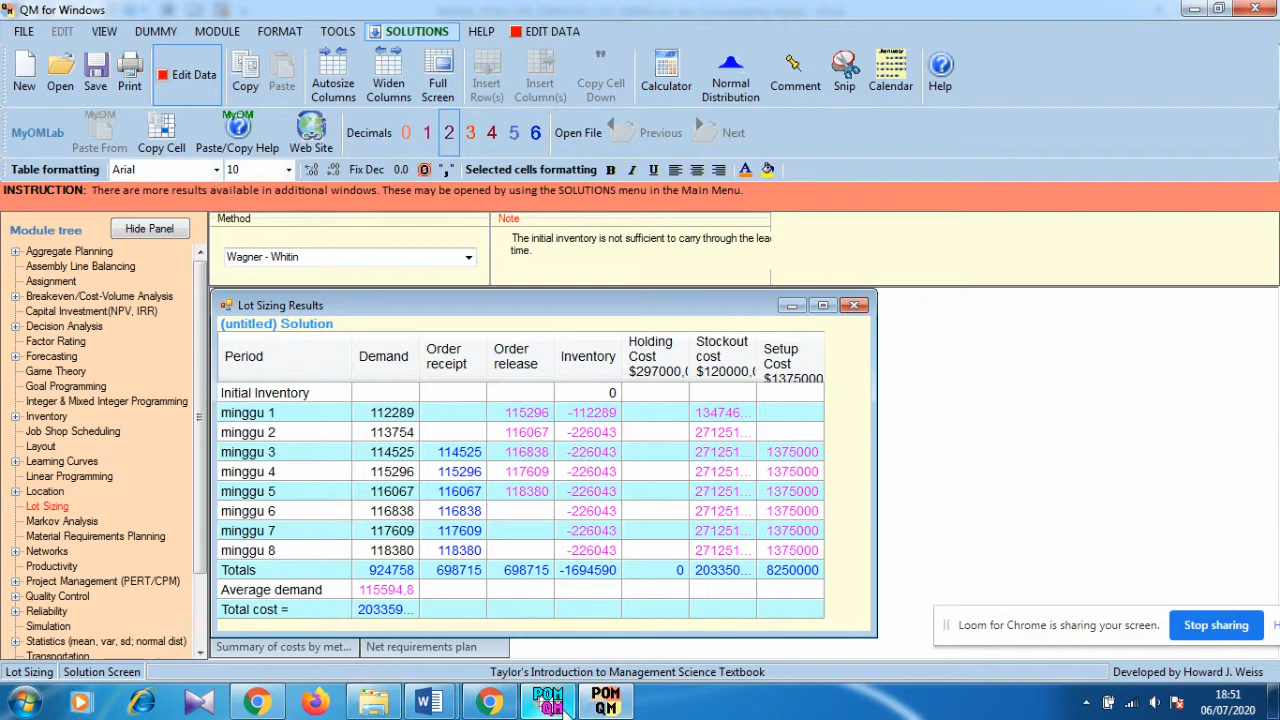 QM for Windows
FILE EDIT VIEW DUMMY MODULE FORMAT TOOLS SOLUTIONS HELP EDIT DATA
New Open Save Print Edit Data Copy Paste Autosize Columns Widen Columns Full Screen Insert Row(s) Insert Column(s) Copy Cell Down Calculator Normal Distribution Comment Snip January Calendar Help
MyOMLab Paste From Copy Cell MyOM Paste/Copy Help Web Site Decimals 0 1 2 3 4 5 6 Open File Previous Next
Table formatting Arial 10 Fix Dec 0.0 0 "," Selected cells formatting B I U A
INSTRUCTION: There are more results available in additional windows. These may be opened by using the SOLUTIONS menu in the Main Menu.
Module tree Hide Panel
Aggregate Planning
Assembly Line Balancing
Assignment
Breakeven/Cost-Volume Analysis
Capital Investment(NPV, IRR)
Decision Analysis
Factor Rating
Forecasting
Game Theory
Goal Programming
Integer & Mixed Integer Programming
Inventory
Job Shop Scheduling
Layout
Learning Curves
Linear Programming
Location
Lot Sizing
Markov Analysis
Material Requirements Planning
Networks
Productivity
Project Management (PERT/CPM)
Quality Control
Reliability
Simulation
Statistics (mean, var, sd; normal dist)
Transportation
Method
Wagner - Whitin
Note
The initial inventory is not sufficient to carry through the lea
time.
Lot Sizing Results
(untitled) Solution
Period Demand Order receipt Order release Inventory Holding Cost $297000,0 Stockout cost $120000,0 Setup Cost $1375000
Initial Inventory 0
minggu 1 112289 115296 -112289 134746...
minggu 2 113754 116067 -226043 271251...
minggu 3 114525 114525 116838 -226043 271251... 1375000
minggu 4 115296 115296 117609 -226043 271251... 1375000
minggu 5 116067 116067 118380 -226043 271251... 1375000
minggu 6 116838 116838 -226043 271251... 1375000
minggu 7 117609 117609 -226043 271251... 1375000
minggu 8 118380 118380 -226043 271251... 1375000
Totals 924758 698715 698715 -1694590 0 203350... 8250000
Average demand 115594,8
Total cost = 203359...
Summary of costs by met... Net requirements plan
Loom for Chrome is sharing your screen. Stop sharing H
Lot Sizing Solution Screen Taylor's Introduction to Management Science Textbook Developed by Howard J. Weiss
POM QM POM QM
18:51
06/07/2020